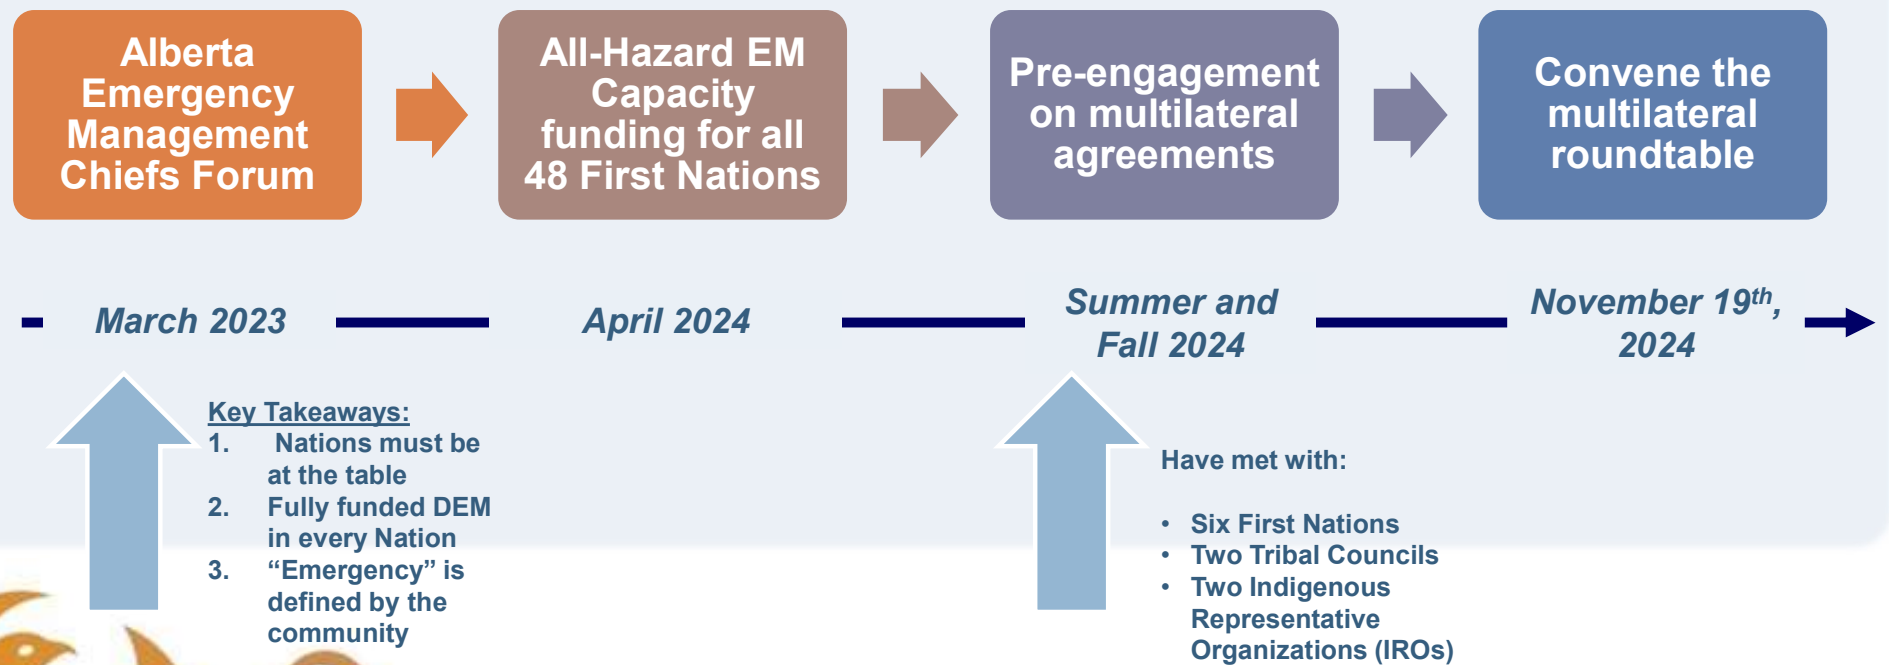 Alberta
Emergency
Management
Chiefs Forum
All-Hazard EM
Capacity
funding for all
48 First Nations
Pre-engagement
on multilateral
agreements
Convene the
multilateral
roundtable
March 2023
April 2024
Summer and
Fall 2024
November 19th,
2024
Key Takeaways:
1. Nations must be
at the table
2. Fully funded DEM
in every Nation
3. “Emergency” is
defined by the
community
Have met with:
• Six First Nations
• Two Tribal Councils
• Two Indigenous
Representative
Organizations (IROs)